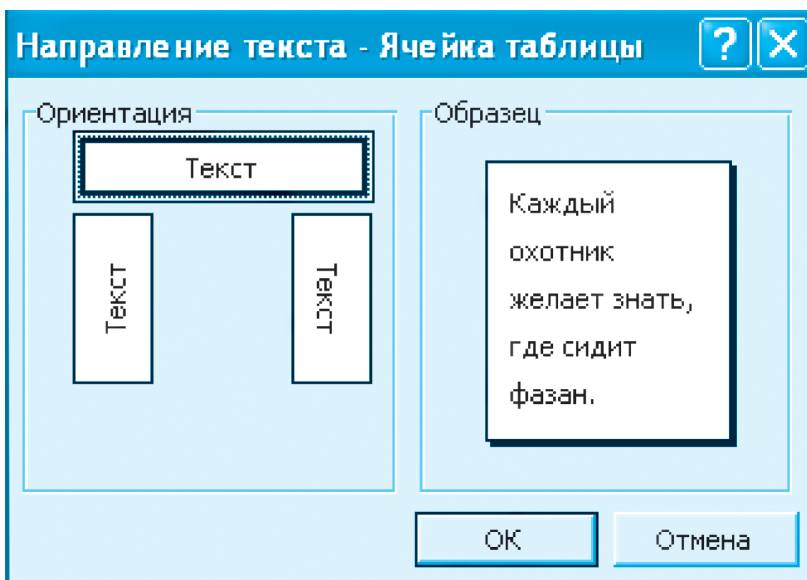 Направление текста - Ячейка таблицы
Ориентация
Текст
Текст
Текст
Образец
Каждый
охотник
желает знать,
где сидит
фазан.
ОК
Отмена